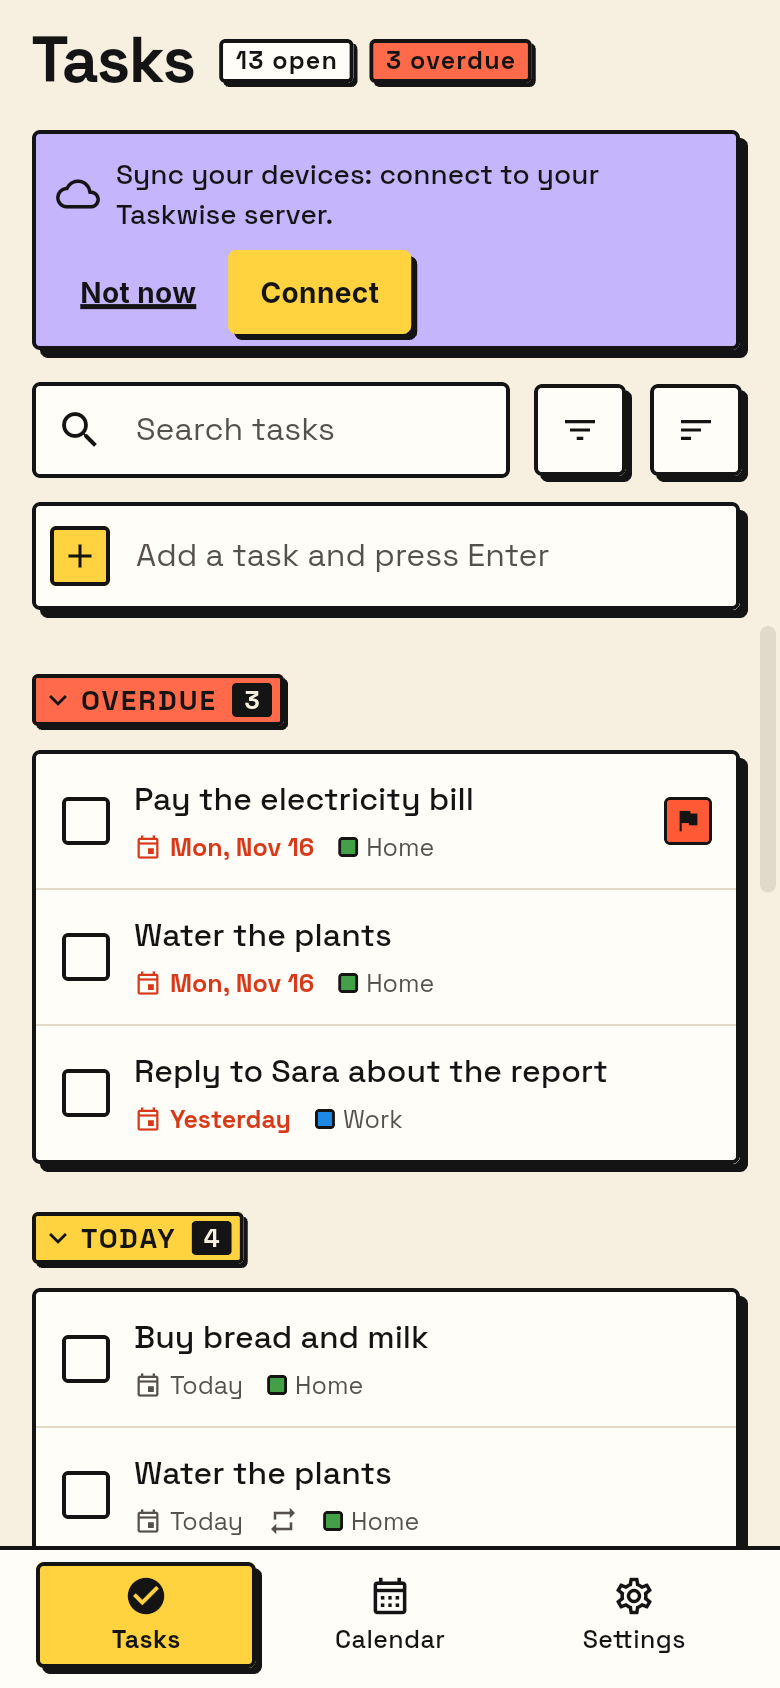 Tasks 13 open 3 overdue
Sync your devices: connect to your
Taskwise server.
Not now Connect
Search tasks
Add a task and press Enter
OVERDUE 3
Pay the electricity bill
Mon, Nov 16 Home
Water the plants
Mon, Nov 16 Home
Reply to Sara about the report
Yesterday Work
TODAY 4
Buy bread and milk
Today Home
Water the plants
Today Home
Tasks Calendar Settings